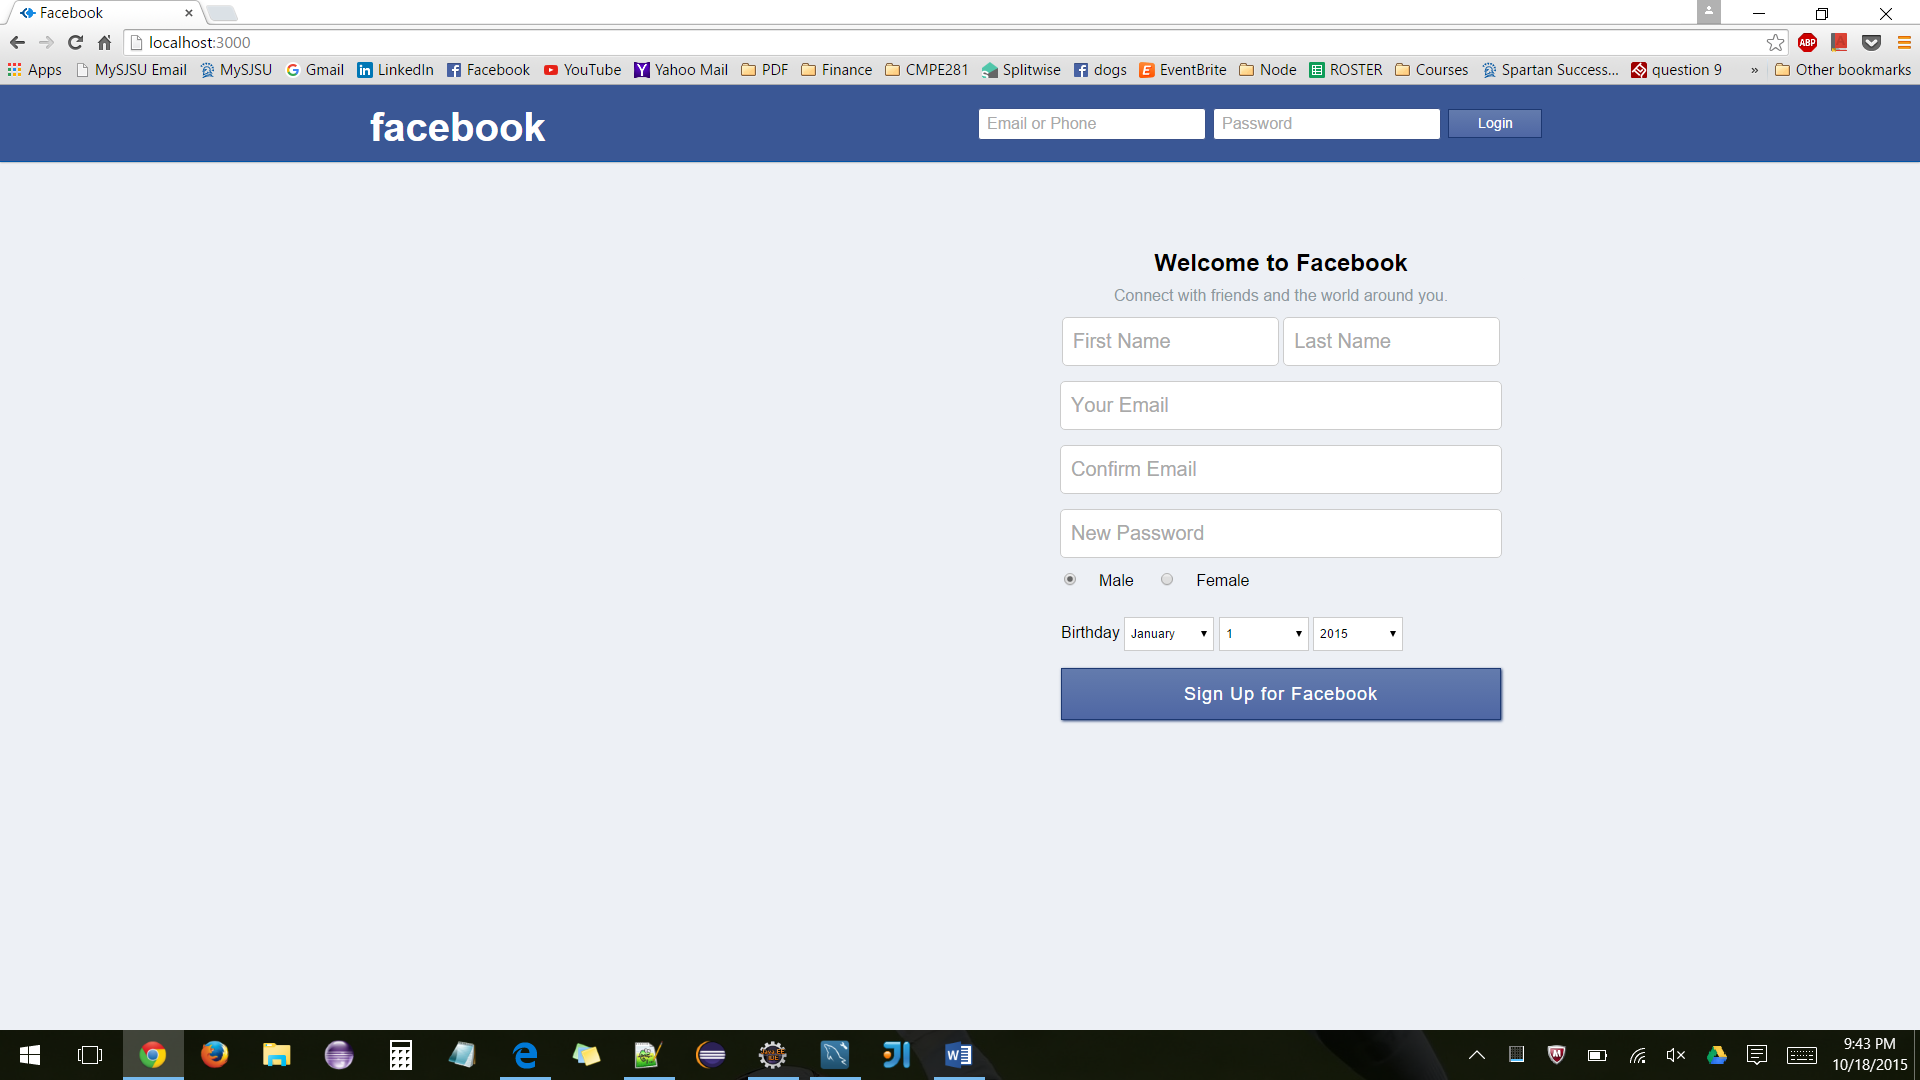 Facebook
localhost:3000
ABP
Apps MySJSU Email MySJSU Gmail LinkedIn Facebook YouTube Yahoo Mail PDF Finance CMPE281 Splitwise dogs EventBrite Node ROSTER Courses Spartan Success... question 9 » Other bookmarks
facebook Email or Phone Password Login
Welcome to Facebook
Connect with friends and the world around you.
First Name Last Name
Your Email
Confirm Email
New Password
Male Female
Birthday January 1 2015
Sign Up for Facebook
9:43 PM
10/18/2015